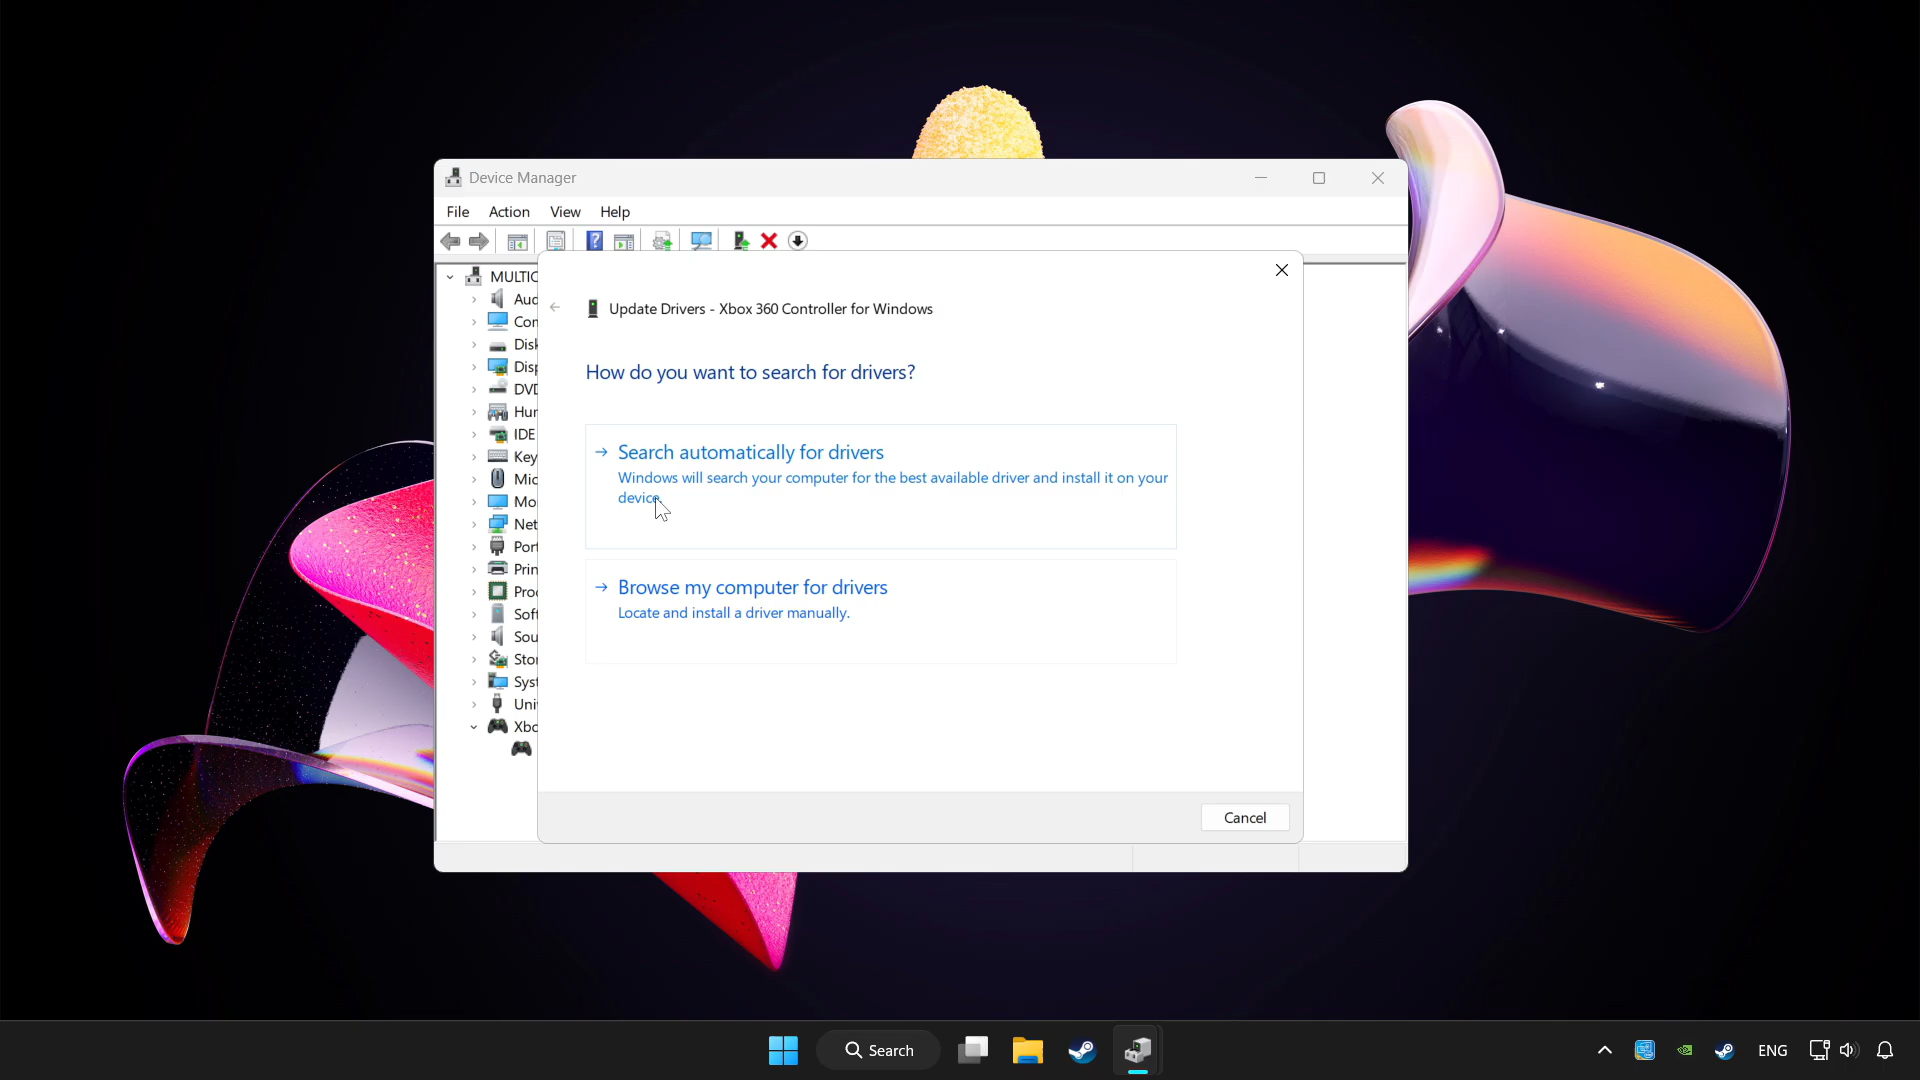 Device Manager
File Action View Help
MULTIC
Aud
Con
Disk
Disp
DVD
Hur
IDE
Key
Mic
Mo
Net
Port
Prin
Proc
Soft
Sou
Stor
Syst
Uni
Xbo
Update Drivers - Xbox 360 Controller for Windows
How do you want to search for drivers?
Search automatically for drivers
Windows will search your computer for the best available driver and install it on your
device.
Browse my computer for drivers
Locate and install a driver manually.
Cancel
Search
ENG